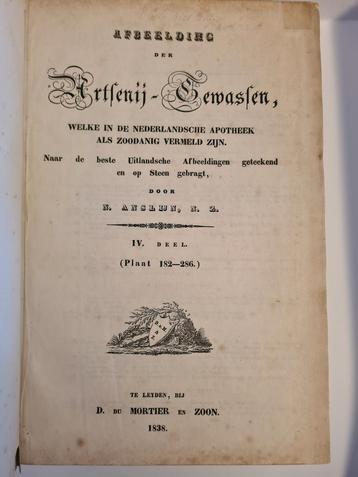 AFBEELDING
DER
Artsenij-Gewassen,
WELKE IN DE NEDERLANDSCHE APOTHEEK
ALS ZOODANIG VERMELD ZIJN.
Naar de beste Uitlandsche Afbeeldingen geteekend
en op Steen gebragt,
DOOR
N. ANSLIJN, N. Z.
IV. DEEL.
(Plaat 182—286.)
TE LEYDEN, BIJ
D. DU MORTIER EN ZOON.
1838.